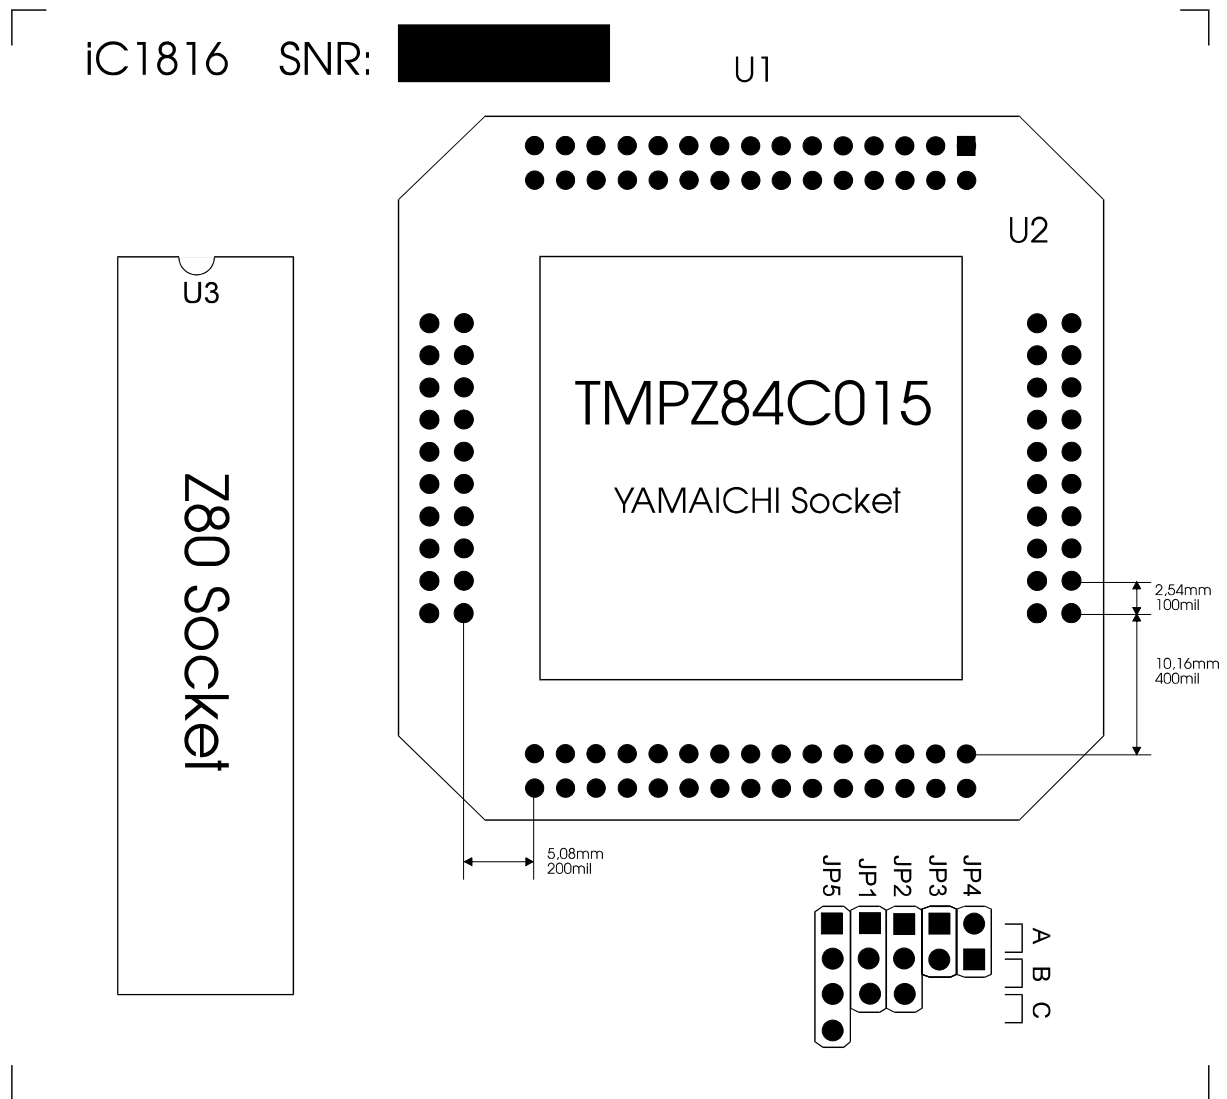 iC1816 SNR:
U1
U2
U3
TMPZ84C015
YAMAICHI Socket
Z80 Socket
2,54mm
100mil
10,16mm
400mil
5,08mm
200mil
JP5 JP1 JP2 JP3 JP4
A
B
C